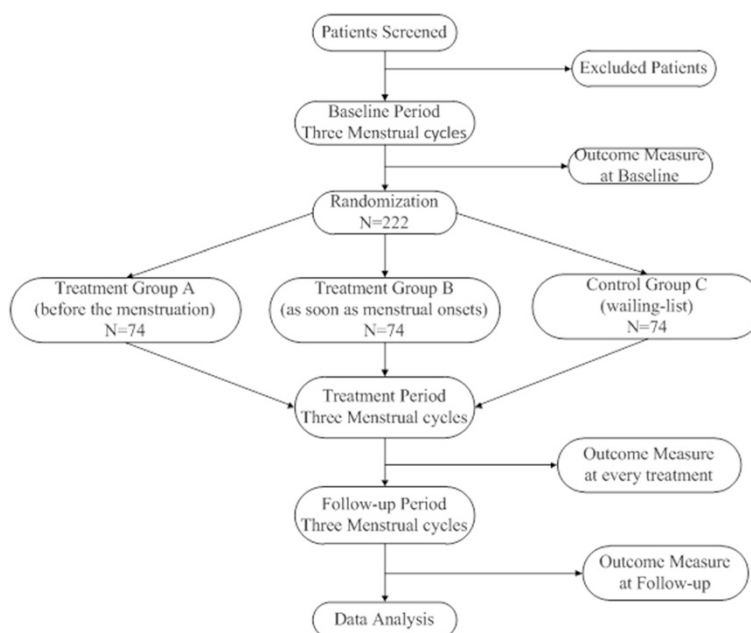 Patients Screened
Excluded Patients
Baseline Period
Three Menstrual cycles
Outcome Measure
at Baseline
Randomization
N=222
Treatment Group A
(before the menstruation)
N=74
Treatment Group B
(as soon as menstrual onsets)
N=74
Control Group C
(wailing-list)
N=74
Treatment Period
Three Menstrual cycles
Outcome Measure
at every treatment
Follow-up Period
Three Menstrual cycles
Outcome Measure
at Follow-up
Data Analysis